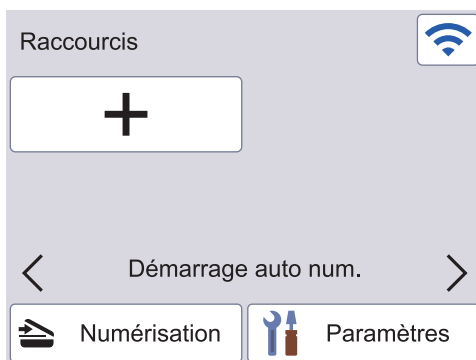 Raccourcis
Démarrage auto num.
Numérisation
Paramètres